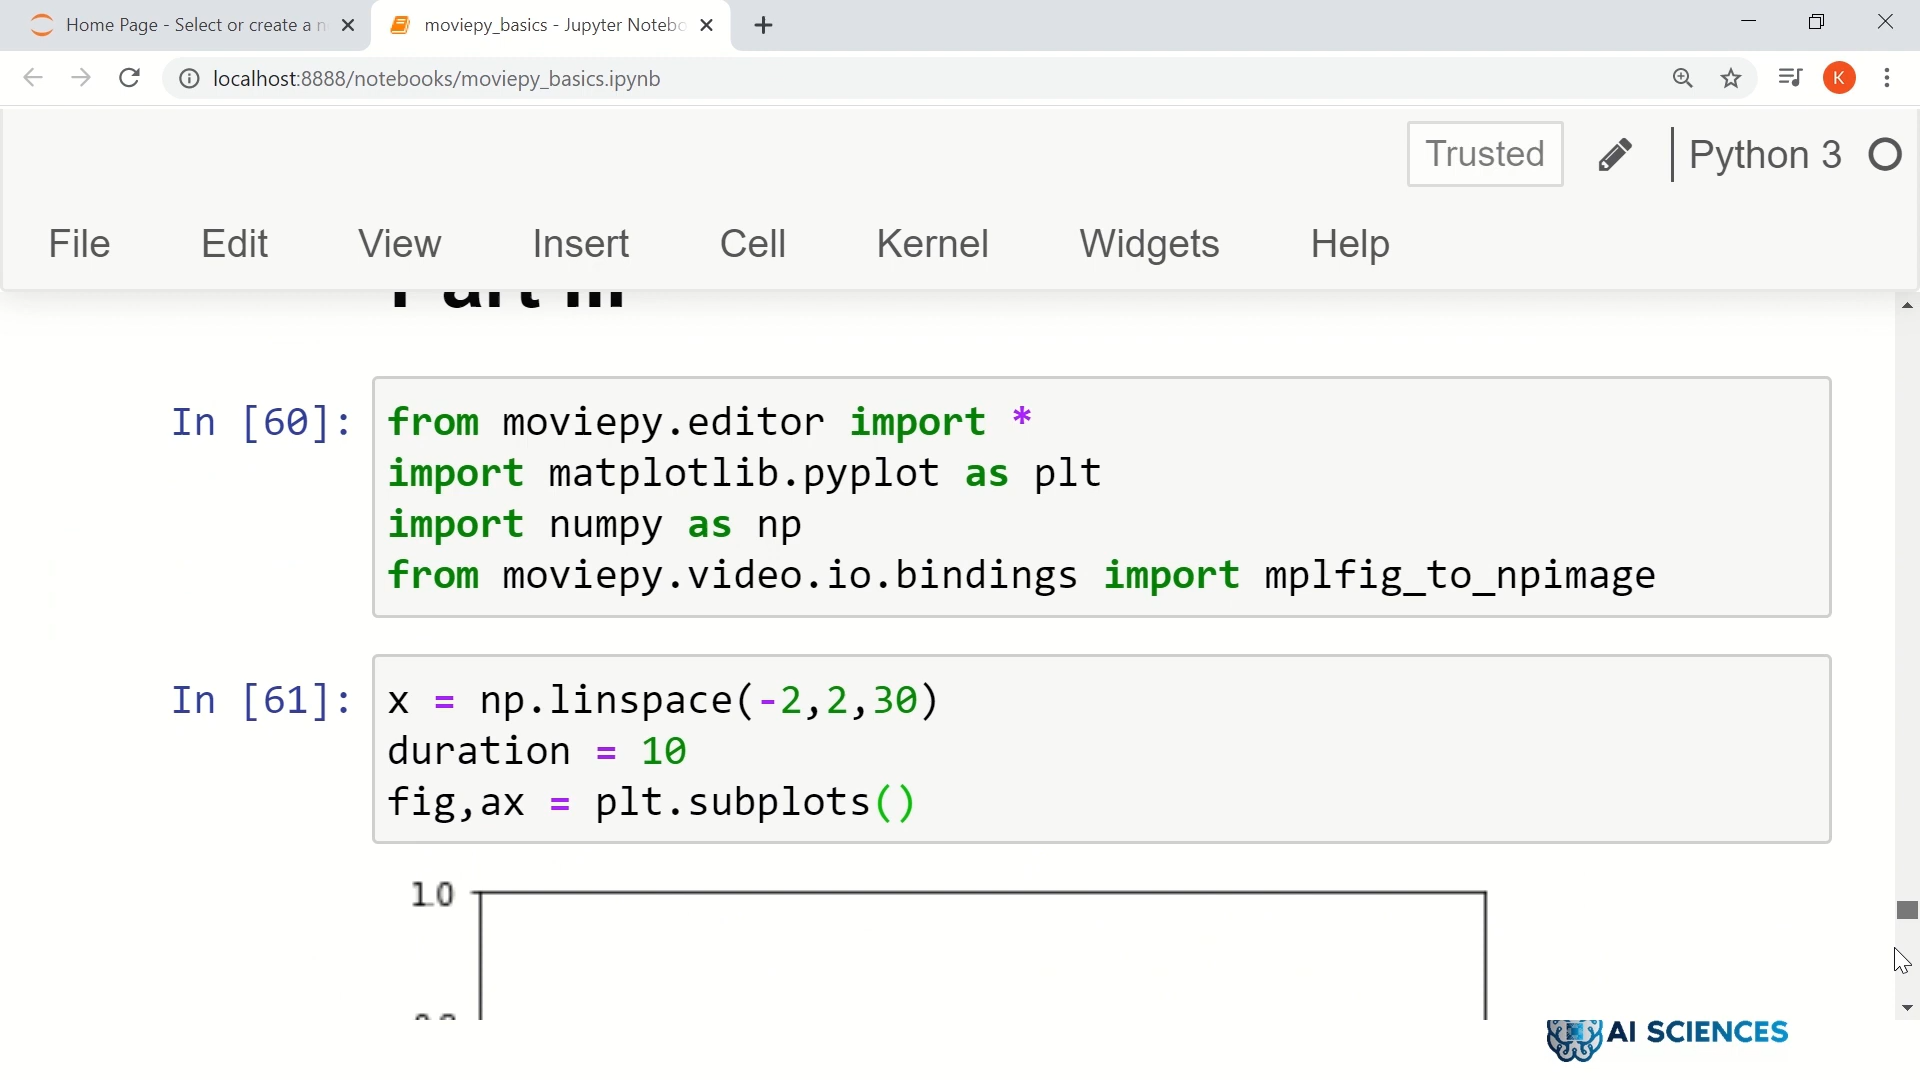 Home Page - Select or create a n
moviepy_basics - Jupyter Notebo
localhost:8888/notebooks/moviepy_basics.ipynb
K
Trusted
Python 3
File Edit View Insert Cell Kernel Widgets Help
Part III
In [60]:
from moviepy.editor import *
import matplotlib.pyplot as plt
import numpy as np
from moviepy.video.io.bindings import mplfig_to_npimage
In [61]:
x = np.linspace(-2,2,30)
duration = 10
fig,ax = plt.subplots()
1.0
AI SCIENCES